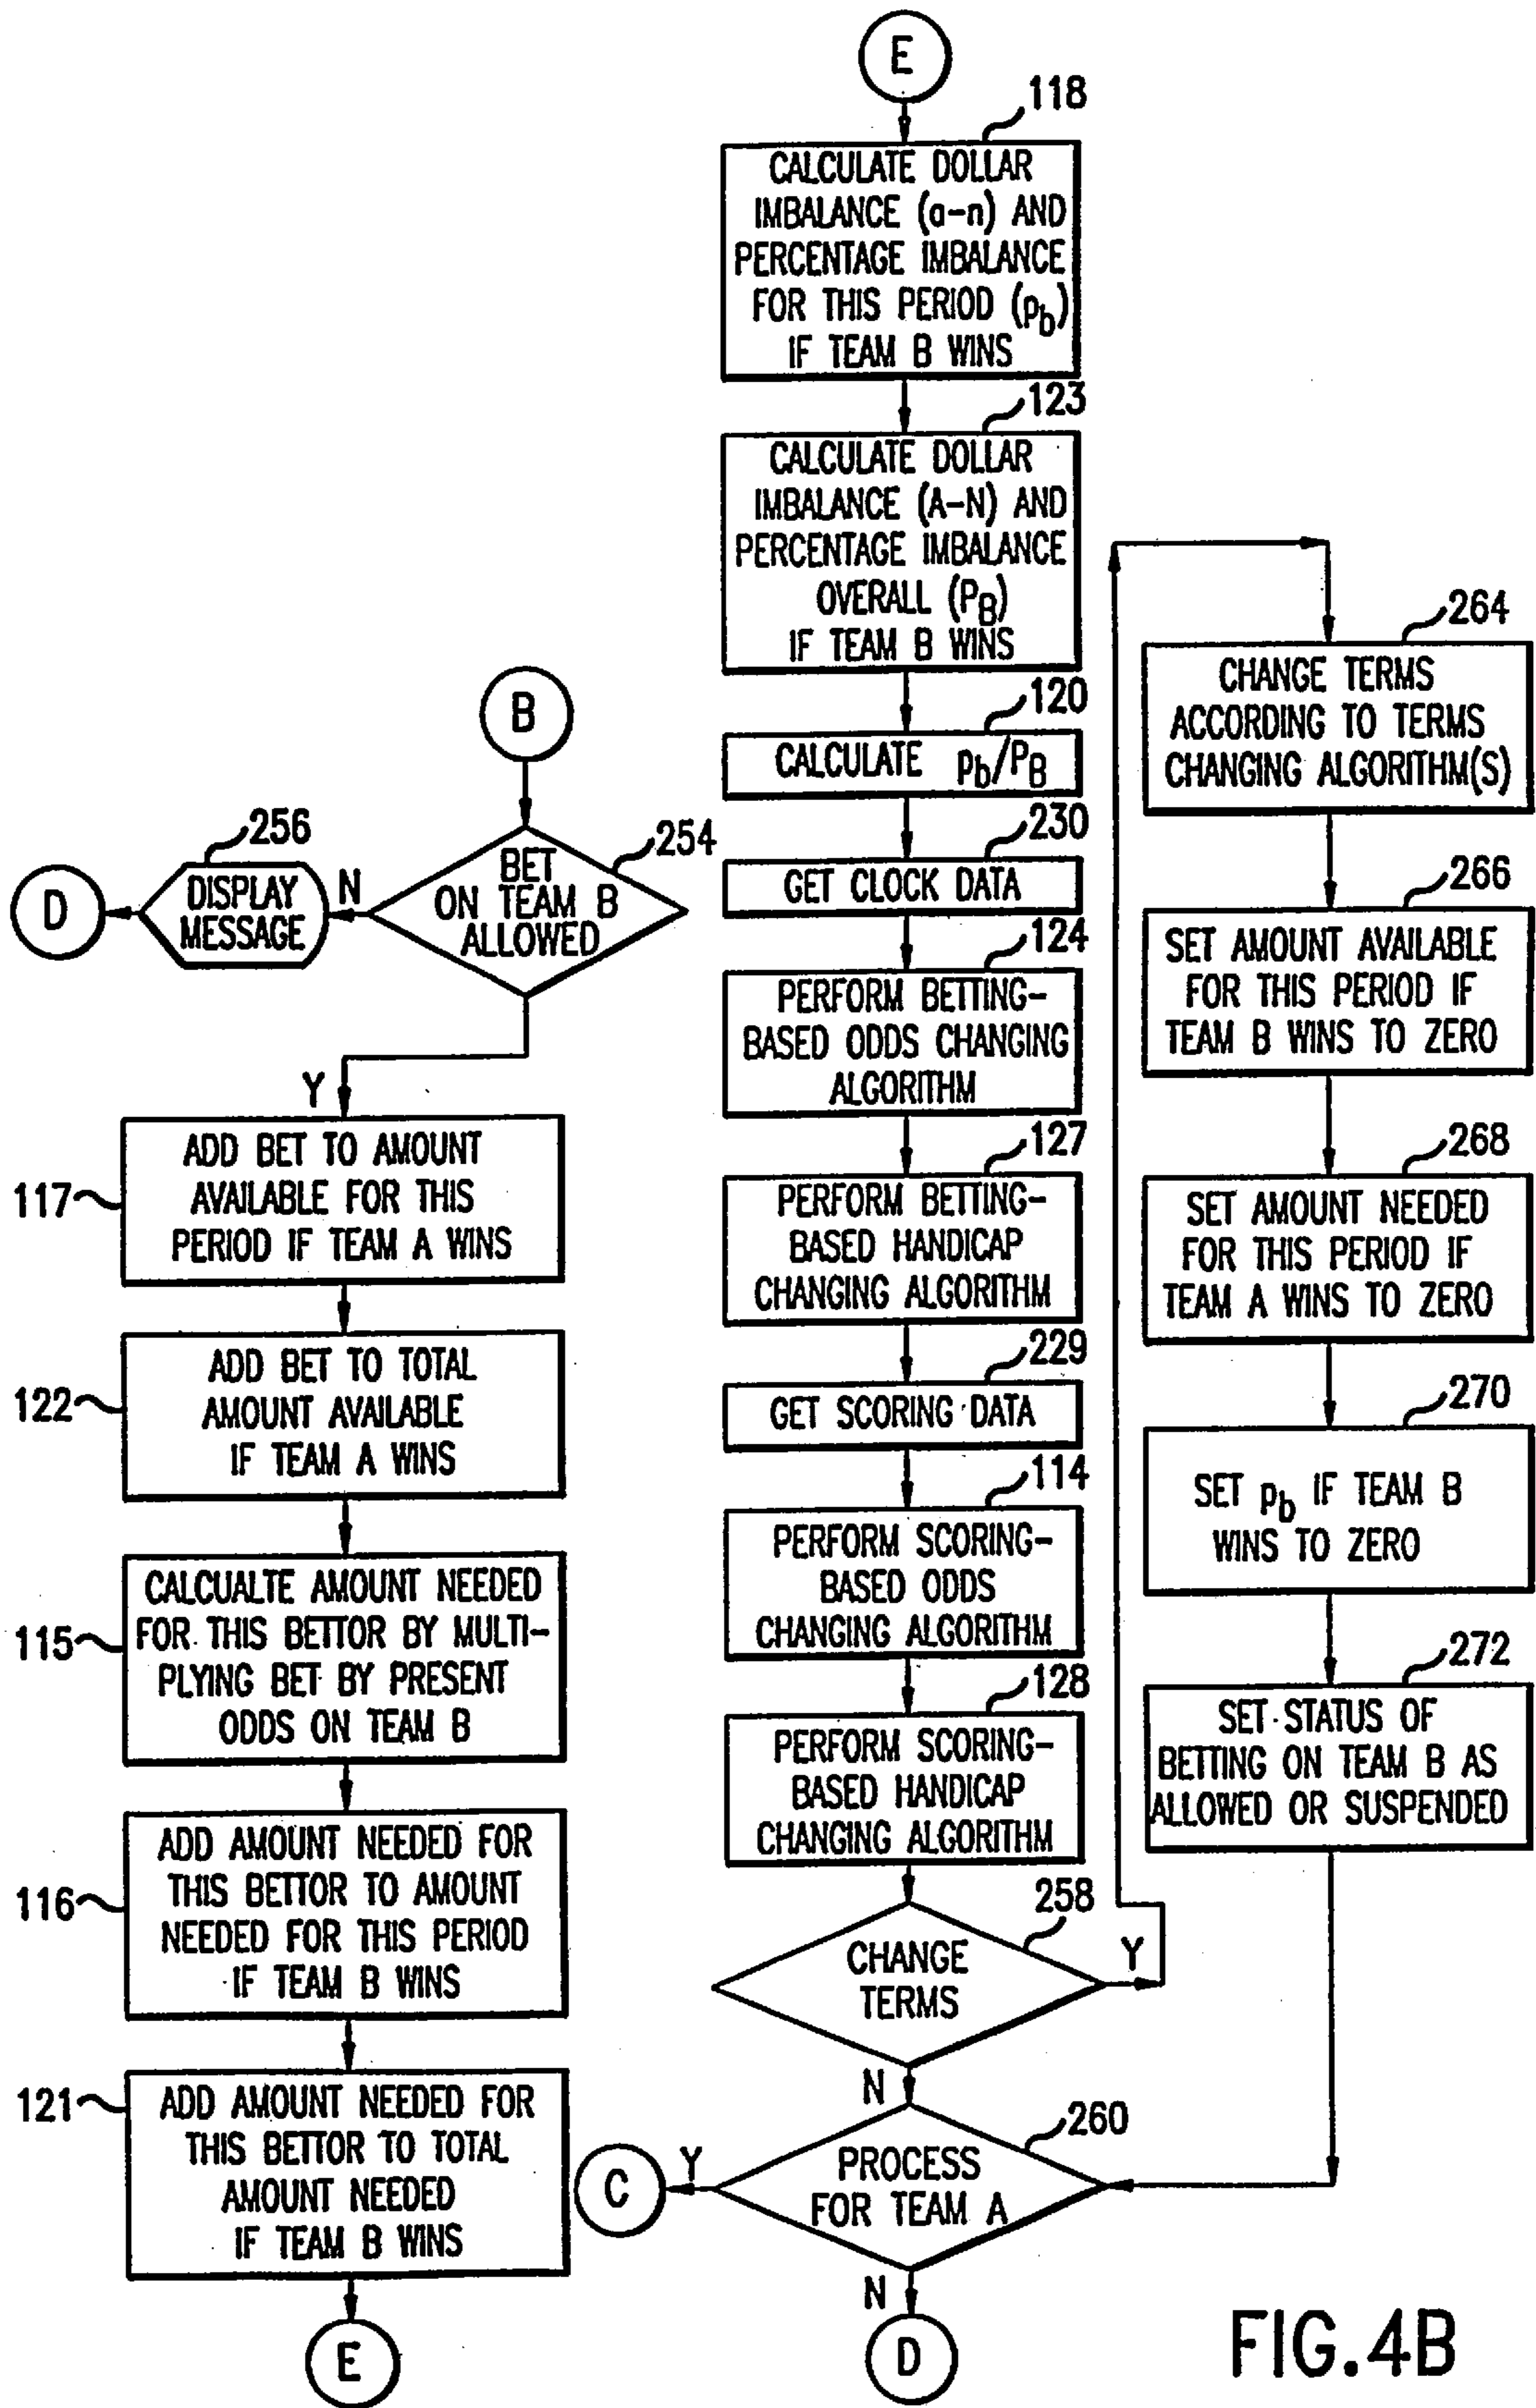 B
254
BET
ON TEAM B
ALLOWED
N
256
DISPLAY
MESSAGE
D
Y
117
ADD BET TO AMOUNT
AVAILABLE FOR THIS
PERIOD IF TEAM A WINS
122
ADD BET TO TOTAL
AMOUNT AVAILABLE
IF TEAM A WINS
115
CALCUALTE AMOUNT NEEDED
FOR THIS BETTOR BY MULTI-
PLYING BET BY PRESENT
ODDS ON TEAM B
116
ADD AMOUNT NEEDED FOR
THIS BETTOR TO AMOUNT
NEEDED FOR THIS PERIOD
IF TEAM B WINS
121
ADD AMOUNT NEEDED FOR
THIS BETTOR TO TOTAL
AMOUNT NEEDED
IF TEAM B WINS
E
E
118
CALCULATE DOLLAR
IMBALANCE (a-n) AND
PERCENTAGE IMBALANCE
FOR THIS PERIOD (pb)
IF TEAM B WINS
123
CALCULATE DOLLAR
IMBALANCE (A-N) AND
PERCENTAGE IMBALANCE
OVERALL (PB)
IF TEAM B WINS
120
CALCULATE pb/PB
230
GET CLOCK DATA
124
PERFORM BETTING-
BASED ODDS CHANGING
ALGORITHM
127
PERFORM BETTING-
BASED HANDICAP
CHANGING ALGORITHM
229
GET SCORING DATA
114
PERFORM SCORING-
BASED ODDS
CHANGING ALGORITHM
128
PERFORM SCORING-
BASED HANDICAP
CHANGING ALGORITHM
258
CHANGE
TERMS
Y
N
260
PROCESS
FOR TEAM A
Y
C
N
D
264
CHANGE TERMS
ACCORDING TO TERMS
CHANGING ALGORITHM(S)
266
SET AMOUNT AVAILABLE
FOR THIS PERIOD IF
TEAM B WINS TO ZERO
268
SET AMOUNT NEEDED
FOR THIS PERIOD IF
TEAM A WINS TO ZERO
270
SET pb IF TEAM B
WINS TO ZERO
272
SET STATUS OF
BETTING ON TEAM B AS
ALLOWED OR SUSPENDED
FIG.4B